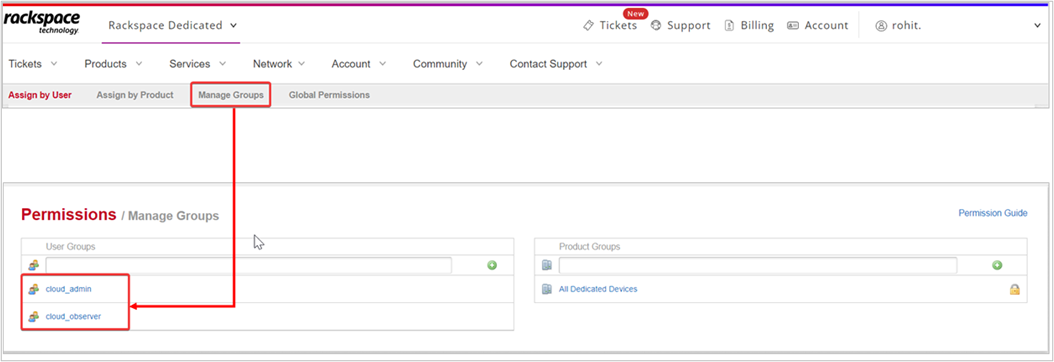 rackspace technology.
Rackspace Dedicated
New
Tickets Support Billing Account rohit.
Tickets Products Services Network Account Community Contact Support
Assign by User Assign by Product Manage Groups Global Permissions
Permissions / Manage Groups
Permission Guide
User Groups
cloud_admin
cloud_observer
Product Groups
All Dedicated Devices